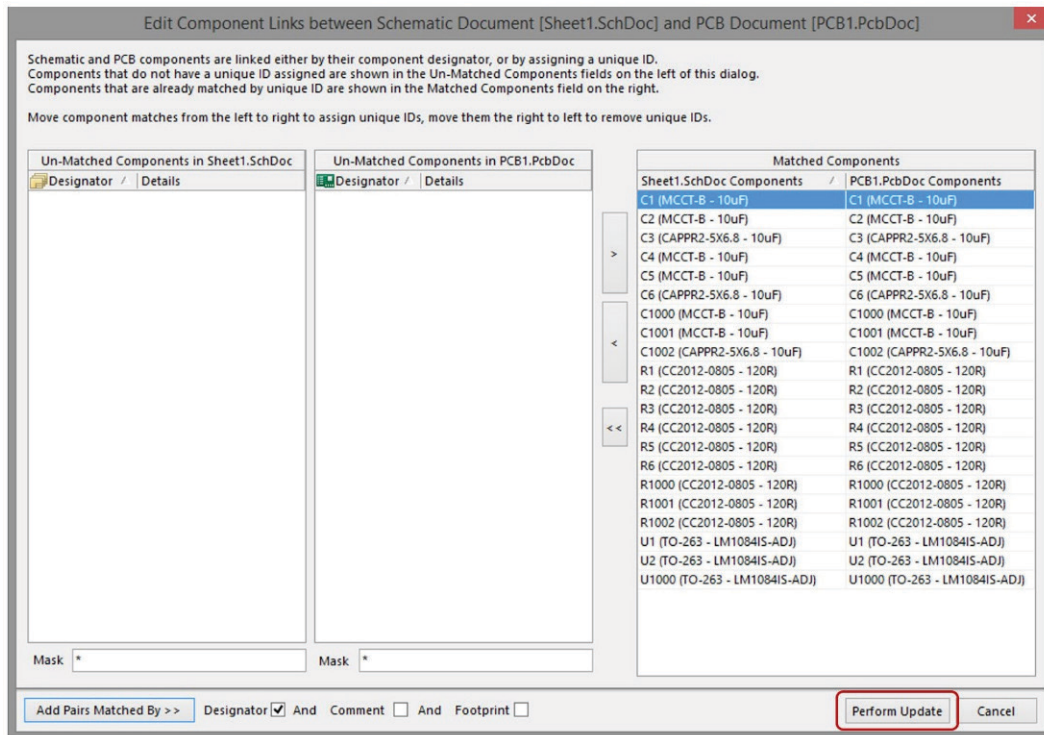 Edit Component Links between Schematic Document [Sheet1.SchDoc] and PCB Document [PCB1.PcbDoc]
Schematic and PCB components are linked either by their component designator, or by assigning a unique ID.
Components that do not have a unique ID assigned are shown in the Un-Matched Components fields on the left of this dialog.
Components that are already matched by unique ID are shown in the Matched Components field on the right.
Move component matches from the left to right to assign unique IDs, move them the right to left to remove unique IDs.
Un-Matched Components in Sheet1.SchDoc
Designator / Details
Mask *
Un-Matched Components in PCB1.PcbDoc
Designator / Details
Mask *
>
<
<<
Matched Components
Sheet1.SchDoc Components / PCB1.PcbDoc Components
C1 (MCCT-B - 10uF) C1 (MCCT-B - 10uF)
C2 (MCCT-B - 10uF) C2 (MCCT-B - 10uF)
C3 (CAPPR2-5X6.8 - 10uF) C3 (CAPPR2-5X6.8 - 10uF)
C4 (MCCT-B - 10uF) C4 (MCCT-B - 10uF)
C5 (MCCT-B - 10uF) C5 (MCCT-B - 10uF)
C6 (CAPPR2-5X6.8 - 10uF) C6 (CAPPR2-5X6.8 - 10uF)
C1000 (MCCT-B - 10uF) C1000 (MCCT-B - 10uF)
C1001 (MCCT-B - 10uF) C1001 (MCCT-B - 10uF)
C1002 (CAPPR2-5X6.8 - 10uF) C1002 (CAPPR2-5X6.8 - 10uF)
R1 (CC2012-0805 - 120R) R1 (CC2012-0805 - 120R)
R2 (CC2012-0805 - 120R) R2 (CC2012-0805 - 120R)
R3 (CC2012-0805 - 120R) R3 (CC2012-0805 - 120R)
R4 (CC2012-0805 - 120R) R4 (CC2012-0805 - 120R)
R5 (CC2012-0805 - 120R) R5 (CC2012-0805 - 120R)
R6 (CC2012-0805 - 120R) R6 (CC2012-0805 - 120R)
R1000 (CC2012-0805 - 120R) R1000 (CC2012-0805 - 120R)
R1001 (CC2012-0805 - 120R) R1001 (CC2012-0805 - 120R)
R1002 (CC2012-0805 - 120R) R1002 (CC2012-0805 - 120R)
U1 (TO-263 - LM1084IS-ADJ) U1 (TO-263 - LM1084IS-ADJ)
U2 (TO-263 - LM1084IS-ADJ) U2 (TO-263 - LM1084IS-ADJ)
U1000 (TO-263 - LM1084IS-ADJ) U1000 (TO-263 - LM1084IS-ADJ)
Add Pairs Matched By >> Designator And Comment And Footprint Perform Update Cancel